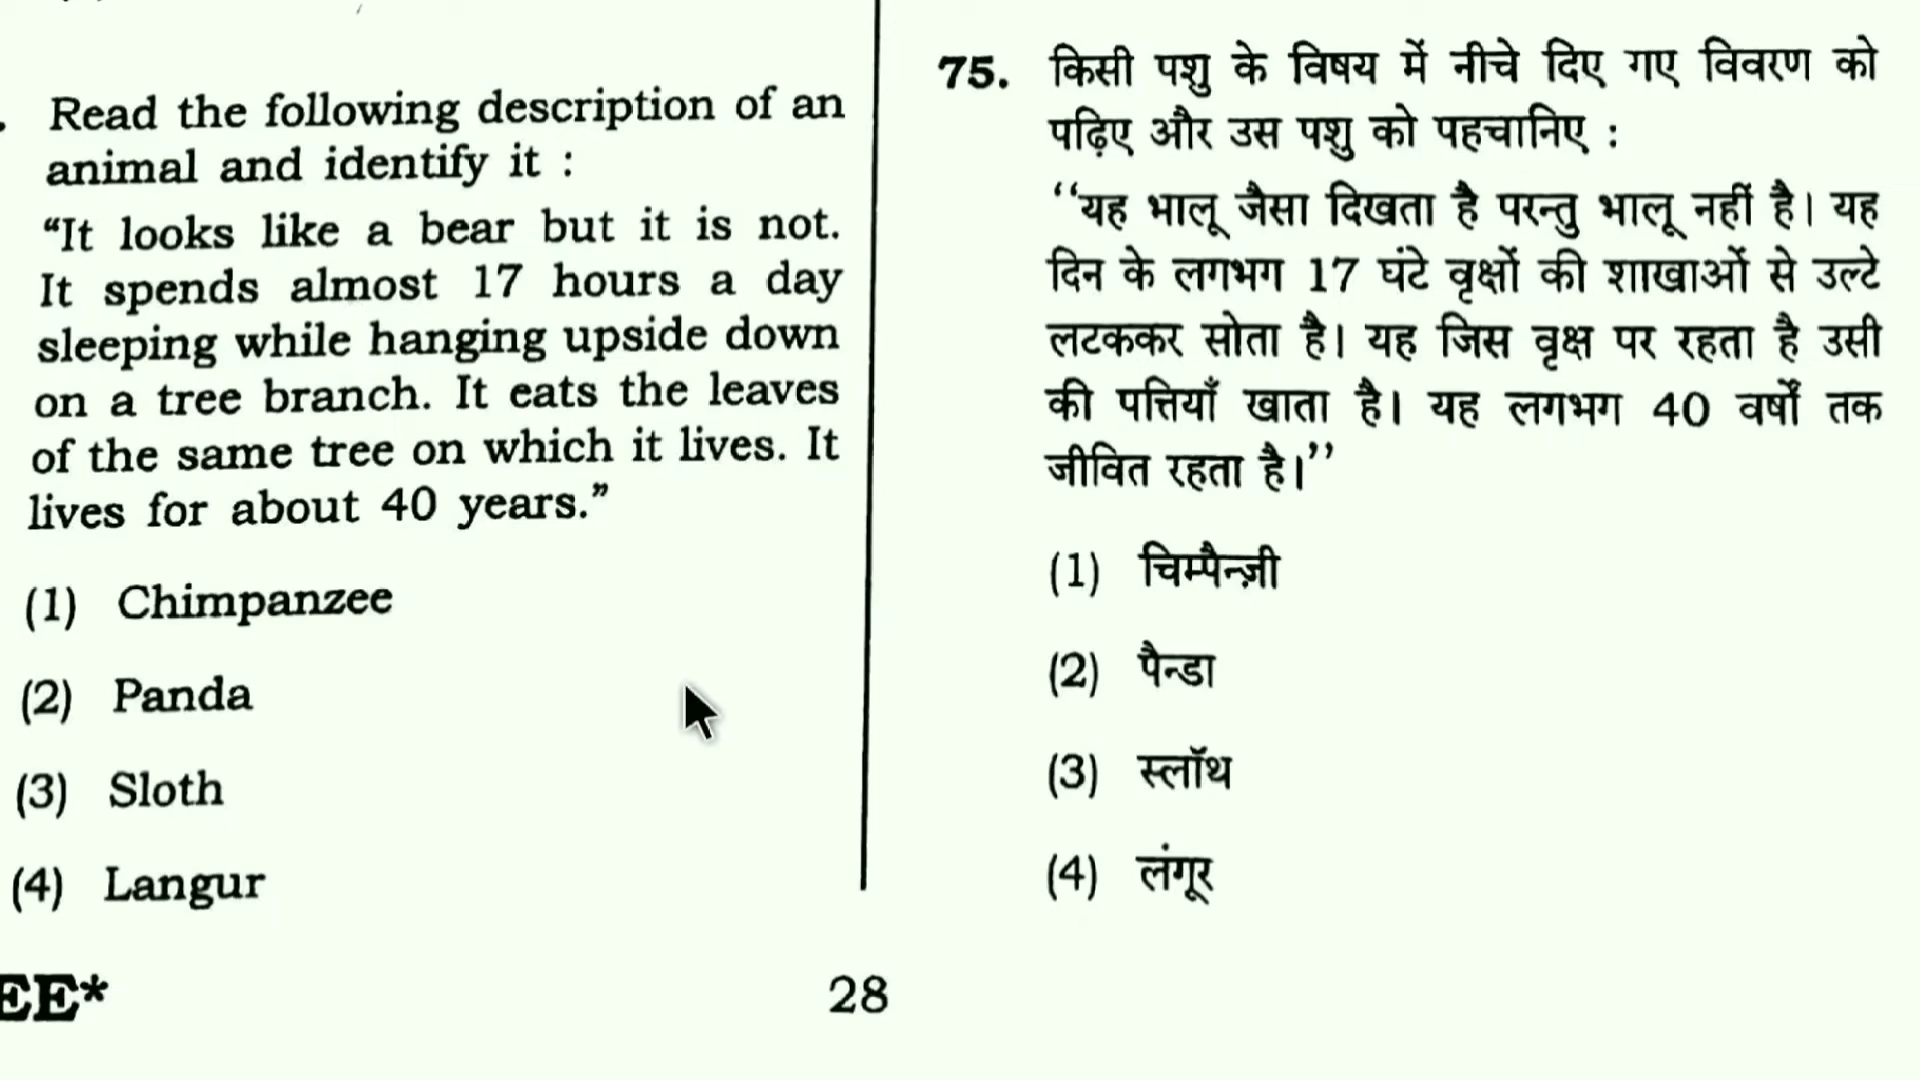 Read the following description of an
animal and identify it :
“It looks like a bear but it is not.
It spends almost 17 hours a day
sleeping while hanging upside down
on a tree branch. It eats the leaves
of the same tree on which it lives. It
lives for about 40 years.”
(1) Chimpanzee
(2) Panda
(3) Sloth
(4) Langur
75. किसी पशु के विषय में नीचे दिए गए विवरण को
पढ़िए और उस पशु को पहचानिए :
‘‘यह भालू जैसा दिखता है परन्तु भालू नहीं है। यह
दिन के लगभग 17 घंटे वृक्षों की शाखाओं से उल्टे
लटककर सोता है। यह जिस वृक्ष पर रहता है उसी
की पत्तियाँ खाता है। यह लगभग 40 वर्षों तक
जीवित रहता है।’’
(1) चिम्पैन्ज़ी
(2) पैन्डा
(3) स्लॉथ
(4) लंगूर
EE*
28